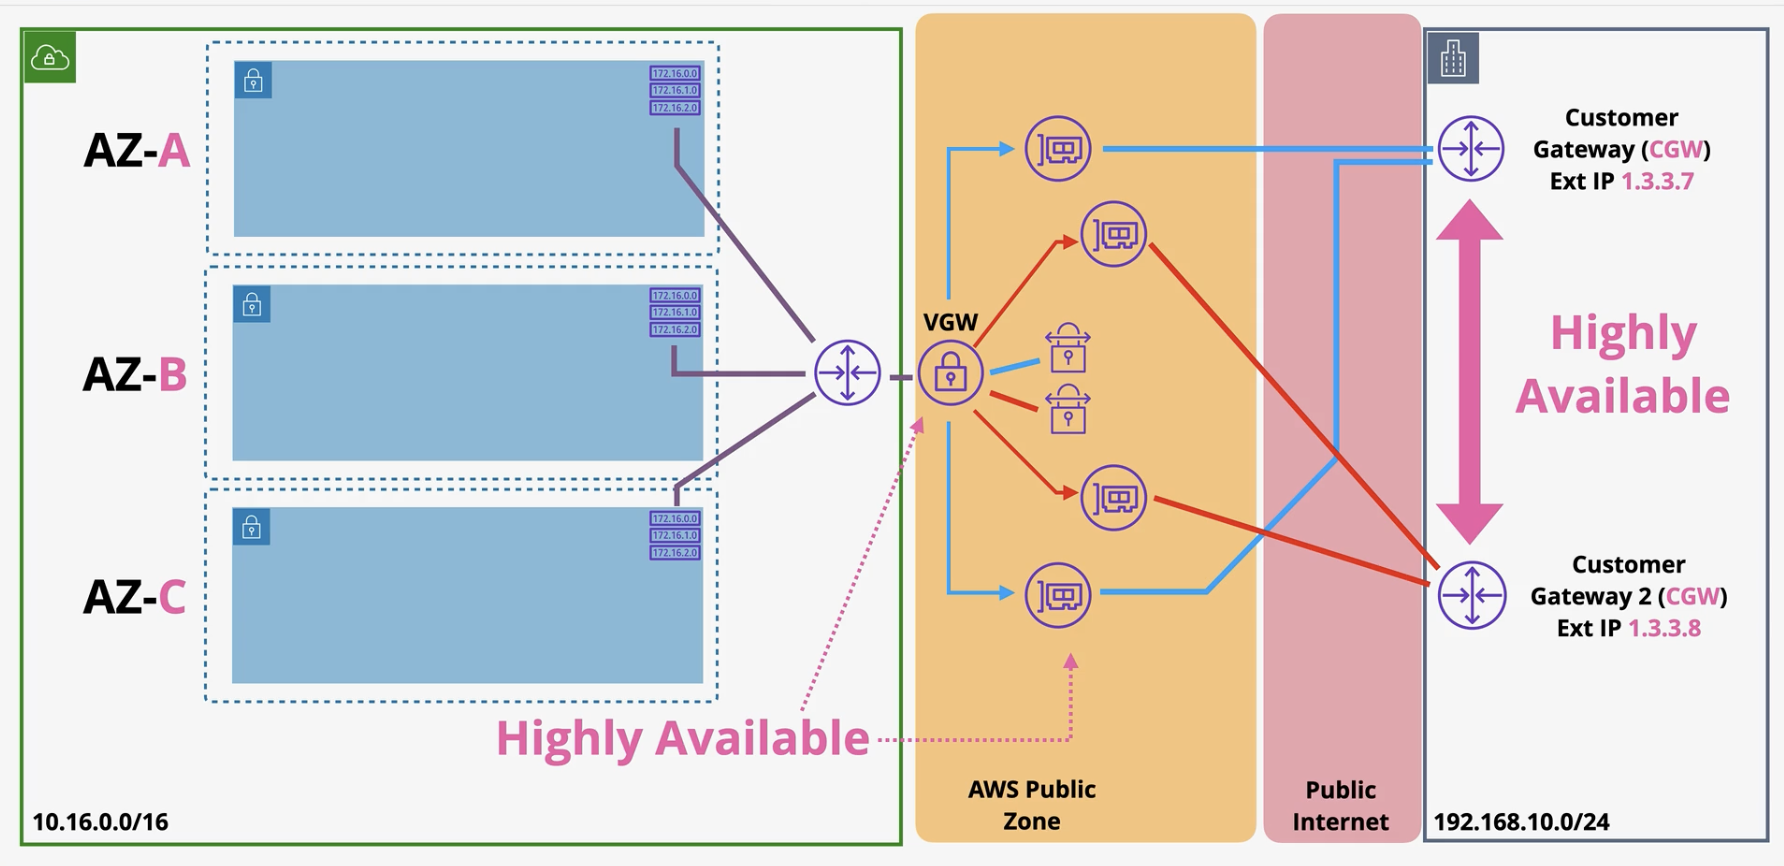 AZ-A
172.16.0.0
172.16.1.0
172.16.2.0
AZ-B
172.16.0.0
172.16.1.0
172.16.2.0
AZ-C
172.16.0.0
172.16.1.0
172.16.2.0
Highly Available
10.16.0.0/16
VGW
AWS Public
Zone
Public
Internet
Customer
Gateway (CGW)
Ext IP 1.3.3.7
Highly
Available
Customer
Gateway 2 (CGW)
Ext IP 1.3.3.8
192.168.10.0/24